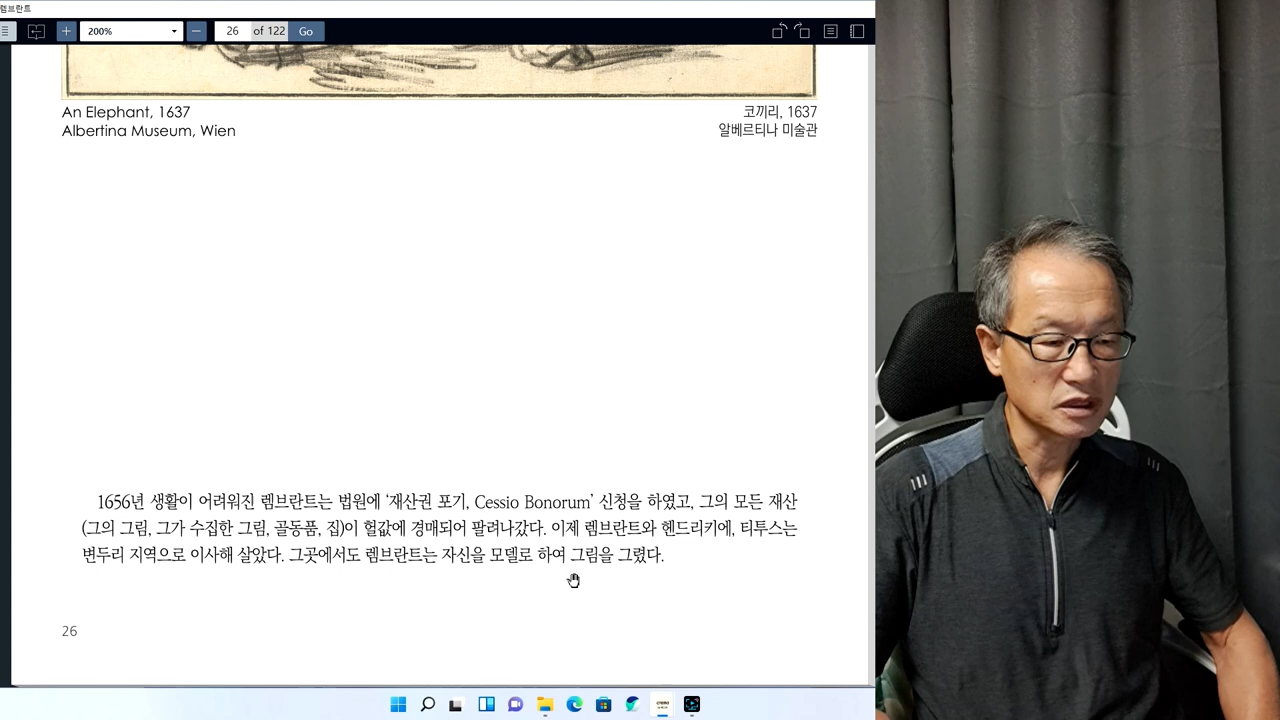 렘브란트
200%
26 of 122 Go
An Elephant, 1637
코끼리, 1637
Albertina Museum, Wien
알베르티나 미술관
1656년 생활이 어려워진 렘브란트는 법원에 ‘재산권 포기, Cessio Bonorum’ 신청을 하였고, 그의 모든 재산
(그의 그림, 그가 수집한 그림, 골동품, 집)이 헐값에 경매되어 팔려나갔다. 이제 렘브란트와 헨드리키에, 티투스는
변두리 지역으로 이사해 살았다. 그곳에서도 렘브란트는 자신을 모델로 하여 그림을 그렸다.
26